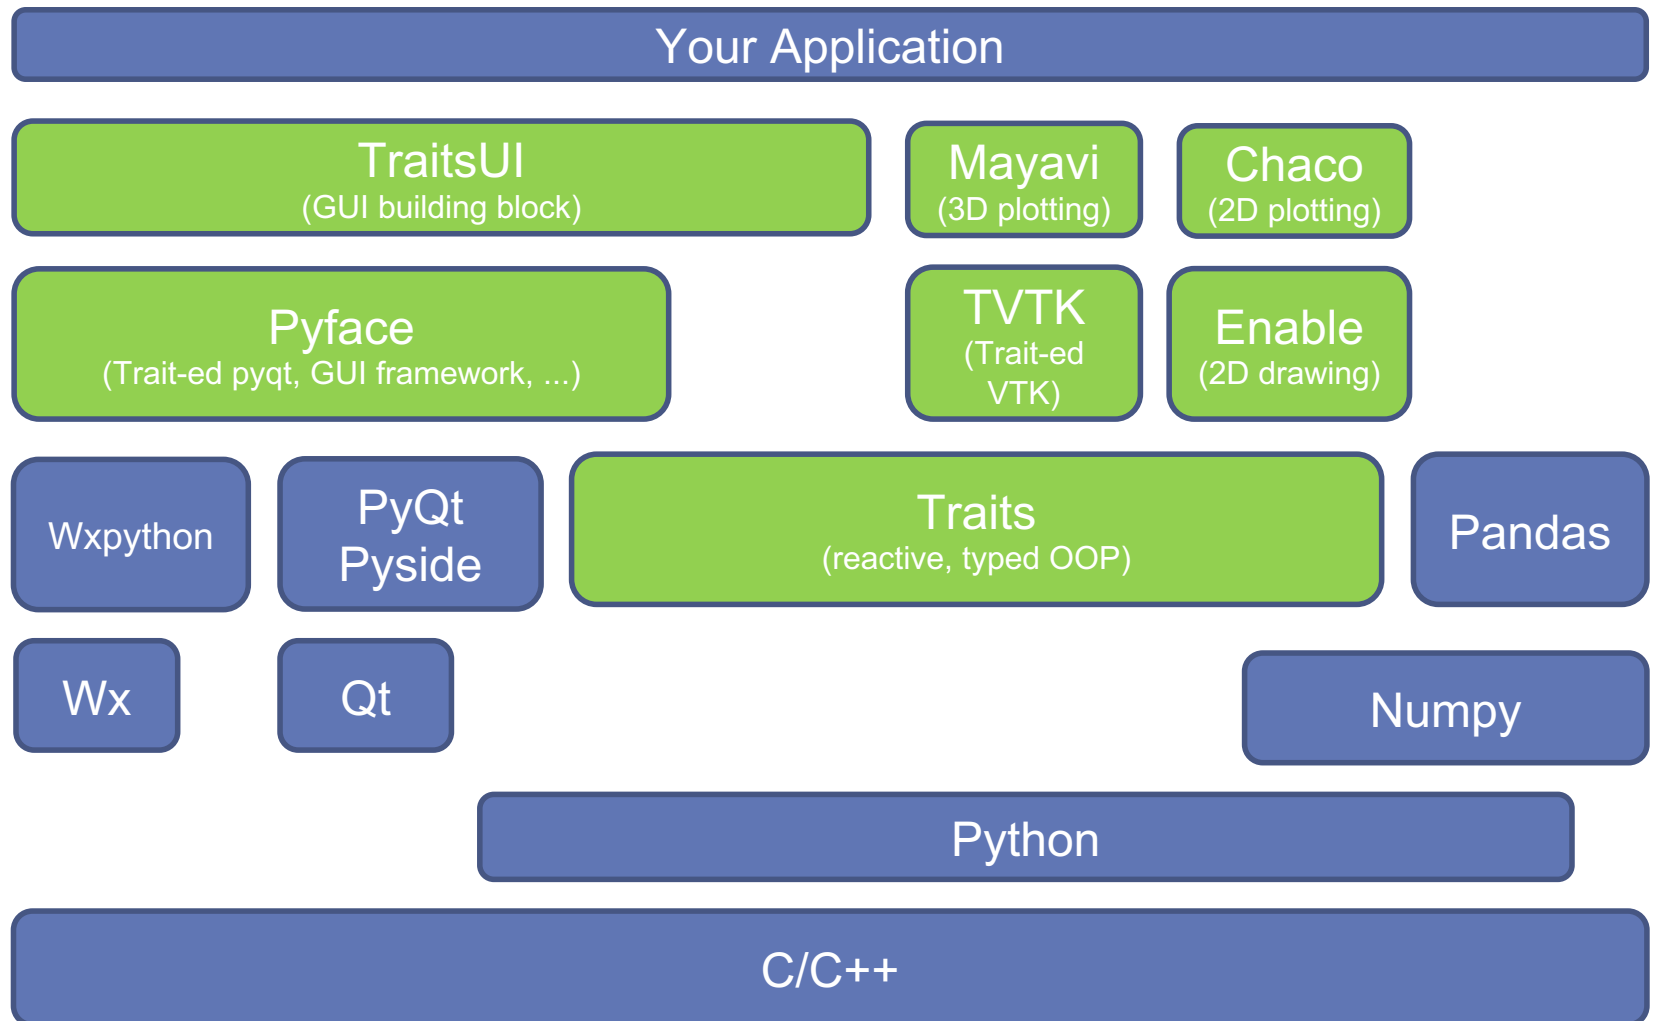 Your Application
TraitsUI
(GUI building block)
Mayavi
(3D plotting)
Chaco
(2D plotting)
Pyface
(Trait-ed pyqt, GUI framework, ...)
TVTK
(Trait-ed
VTK)
Enable
(2D drawing)
Wxpython
PyQt
Pyside
Traits
(reactive, typed OOP)
Pandas
Wx
Qt
Numpy
Python
C/C++